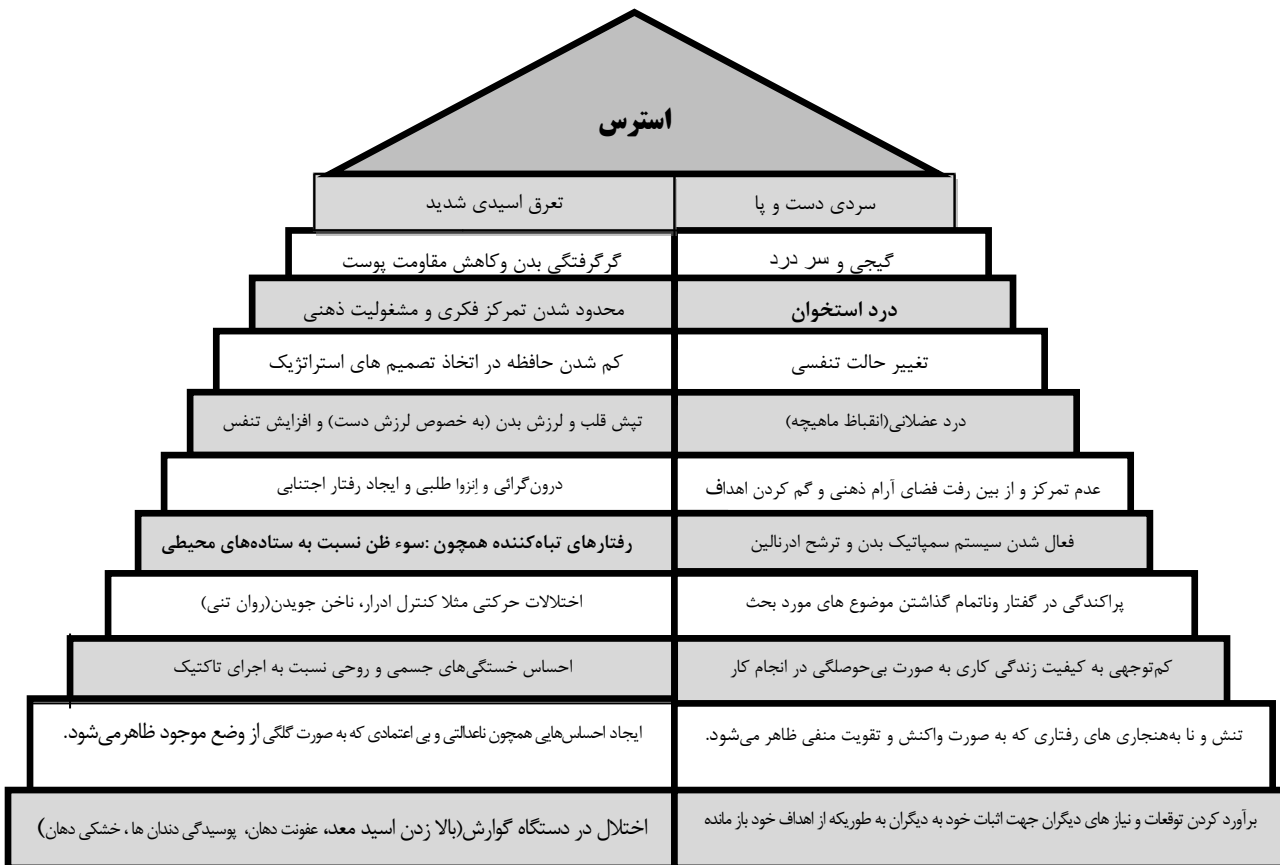 استرس
سردی دست و پا
تعرق اسیدی شدید
گیجی و سر درد
گرگرفتگی بدن وکاهش مقاومت پوست
درد استخوان
محدود شدن تمرکز فکری و مشغولیت ذهنی
تغییر حالت تنفسی
کم شدن حافظه در اتخاذ تصمیم های استراتژیک
درد عضلانی(انقباظ ماهیچه)
تپش قلب و لرزش بدن (به خصوص لرزش دست) و افزایش تنفس
عدم تمرکز و از بین رفت فضای آرام ذهنی و گم کردن اهداف
درون‌گرائی و اِنزوا طلبی و ایجاد رفتار اجتنابی
فعال شدن سیستم سمپاتیک بدن و ترشح ادرنالین
رفتارهای تباه‌کننده همچون :سوء ظن نسبت به ستاده‌های محیطی
پراکندگی در گفتار وناتمام گذاشتن موضوع های مورد بحث
اختلالات حرکتی مثلا کنترل ادرار، ناخن جویدن(روان تنی)
کم‌توجهی به کیفیت زندگی کاری به صورت بی‌حوصلگی در انجام کار
احساس خستگی‌های جسمی و روحی نسبت به اجرای تاکتیک
تنش و نا به‌هنجاری های رفتاری که به صورت واکنش و تقویت منفی ظاهر می‌شود.
ایجاد احساس‌هایی همچون ناعدالتی و بی اعتمادی که به صورت گلگی از وضع موجود ظاهرمی‌شود.
برآورد کردن توقعات و نیاز های دیگران جهت اثبات خود به دیگران به طوریکه از اهداف خود باز مانده
اختلال در دستگاه گوارش(بالا زدن اسید معد، عفونت دهان، پوسیدگی دندان ها ، خشکی دهان)